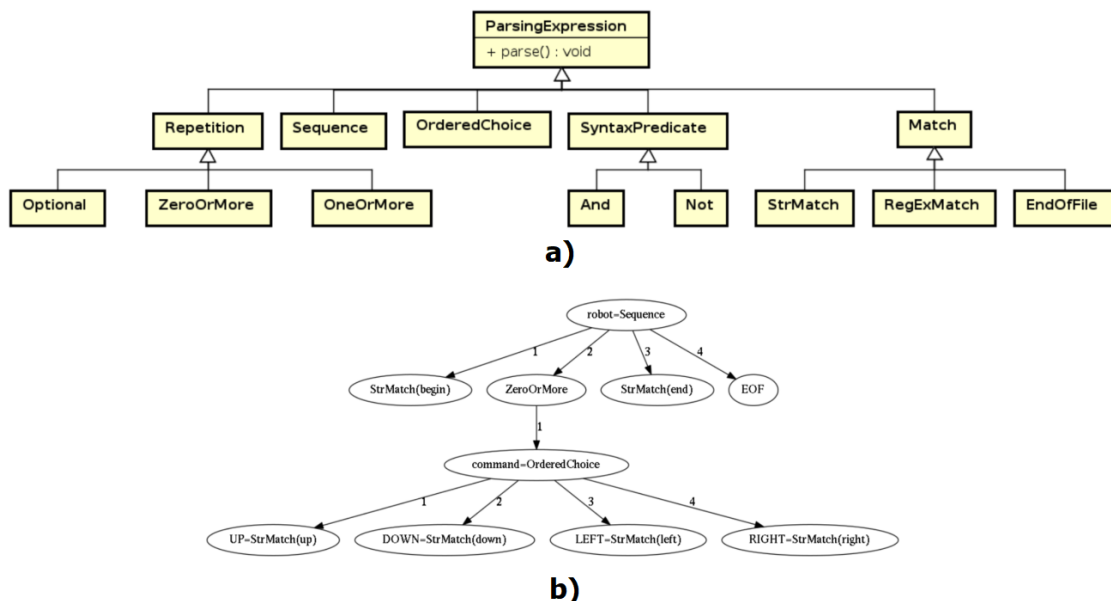 ParsingExpression
+ parse() : void
Repetition Sequence OrderedChoice SyntaxPredicate Match
Optional ZeroOrMore OneOrMore And Not StrMatch RegExMatch EndOfFile
a)
robot=Sequence
1 2 3 4
StrMatch(begin) ZeroOrMore StrMatch(end) EOF
1
command=OrderedChoice
1 2 3 4
UP=StrMatch(up) DOWN=StrMatch(down) LEFT=StrMatch(left) RIGHT=StrMatch(right)
b)